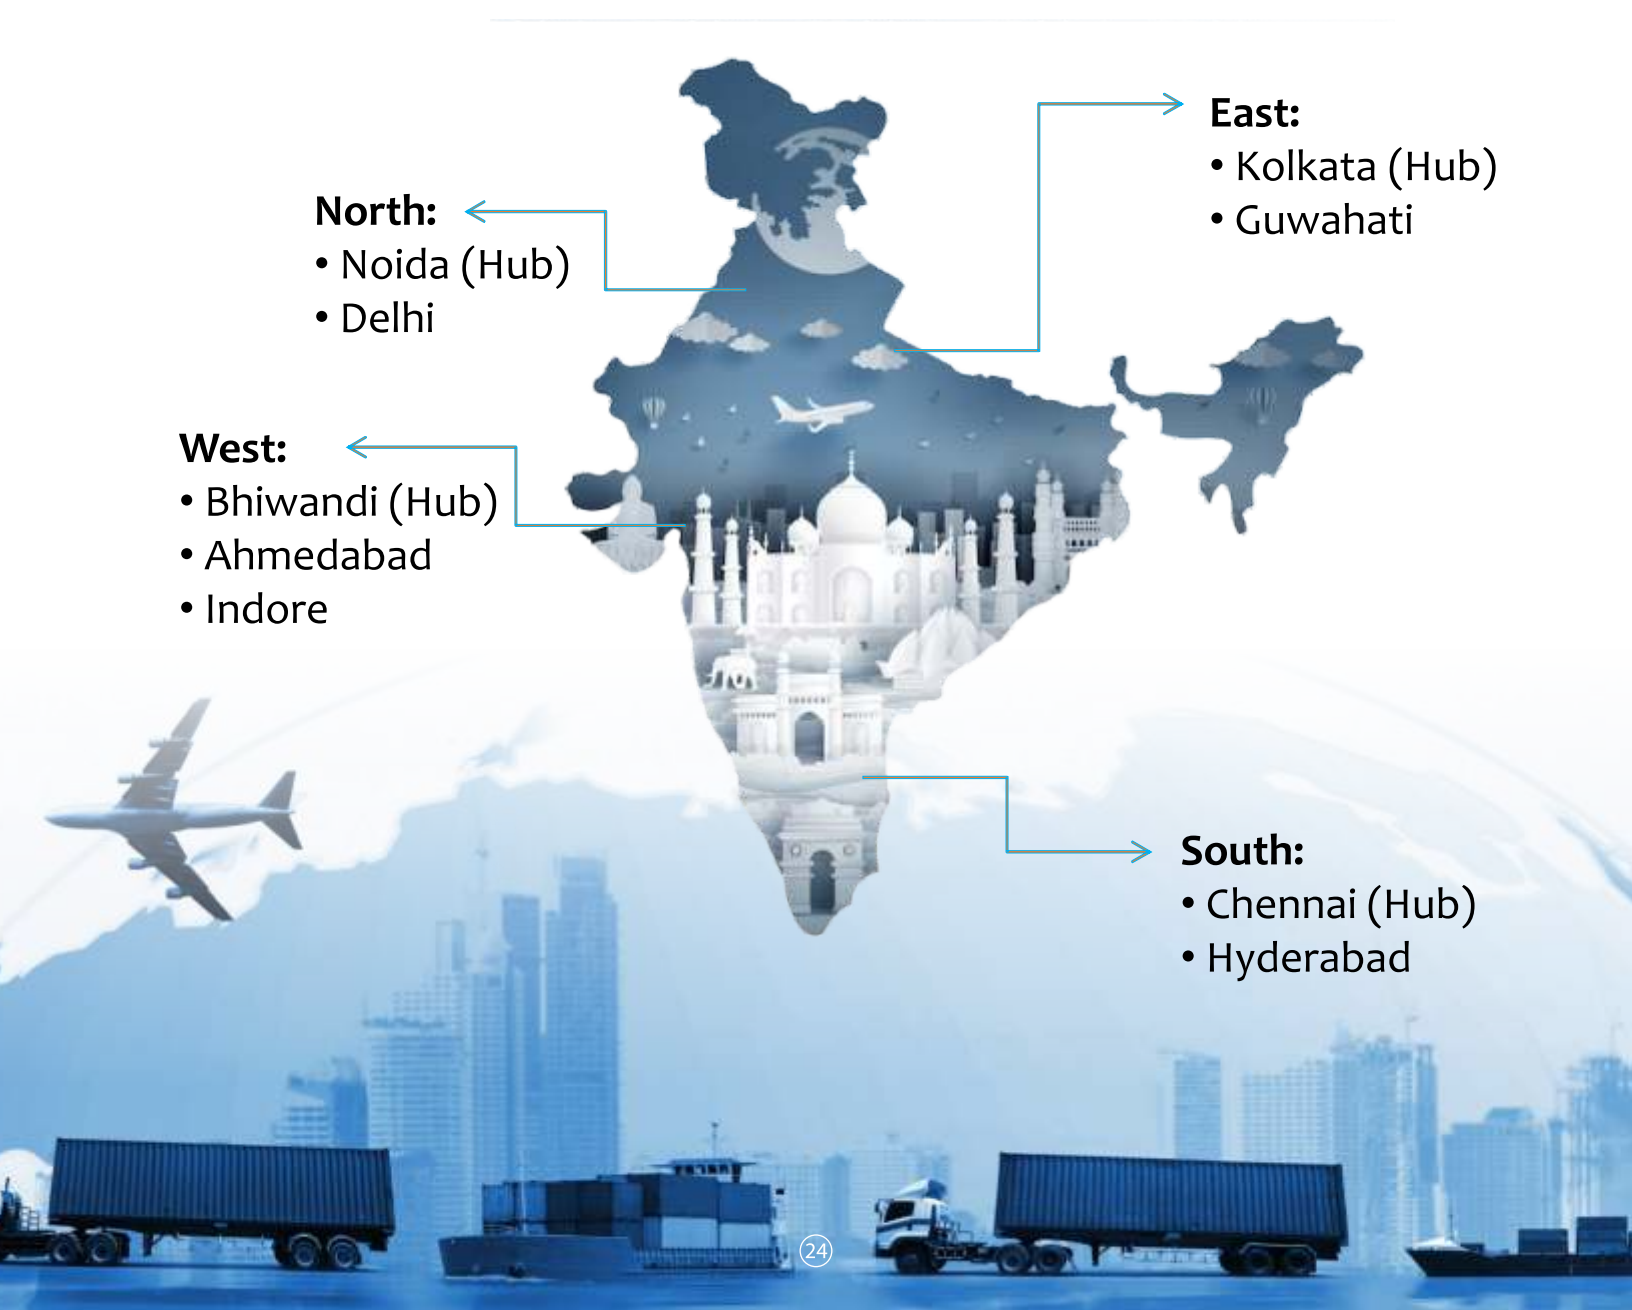 East:
• Kolkata (Hub)
• Guwahati
North:
• Noida (Hub)
• Delhi
West:
• Bhiwandi (Hub)
• Ahmedabad
• Indore
South:
• Chennai (Hub)
• Hyderabad
24